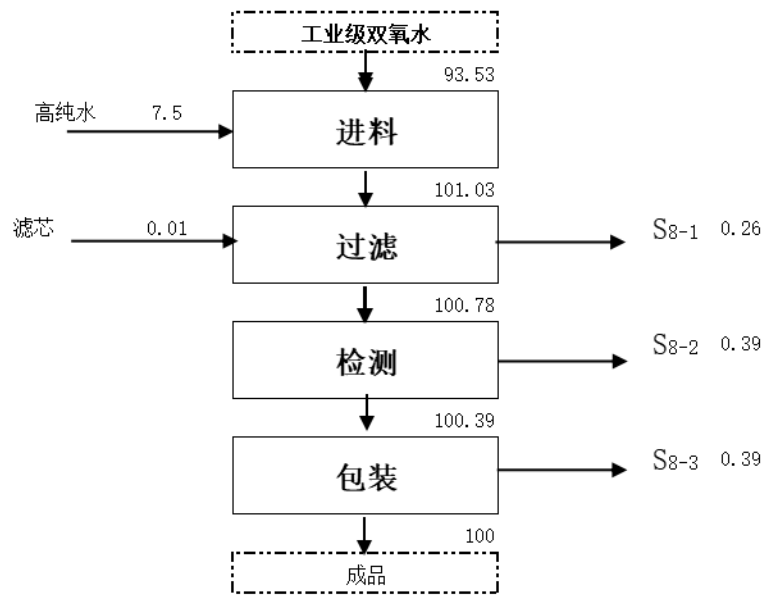 工业级双氧水
93.53
高纯水 7.5
进料
101.03
滤芯 0.01
过滤
S8-1 0.26
100.78
检测
S8-2 0.39
100.39
包装
S8-3 0.39
100
成品